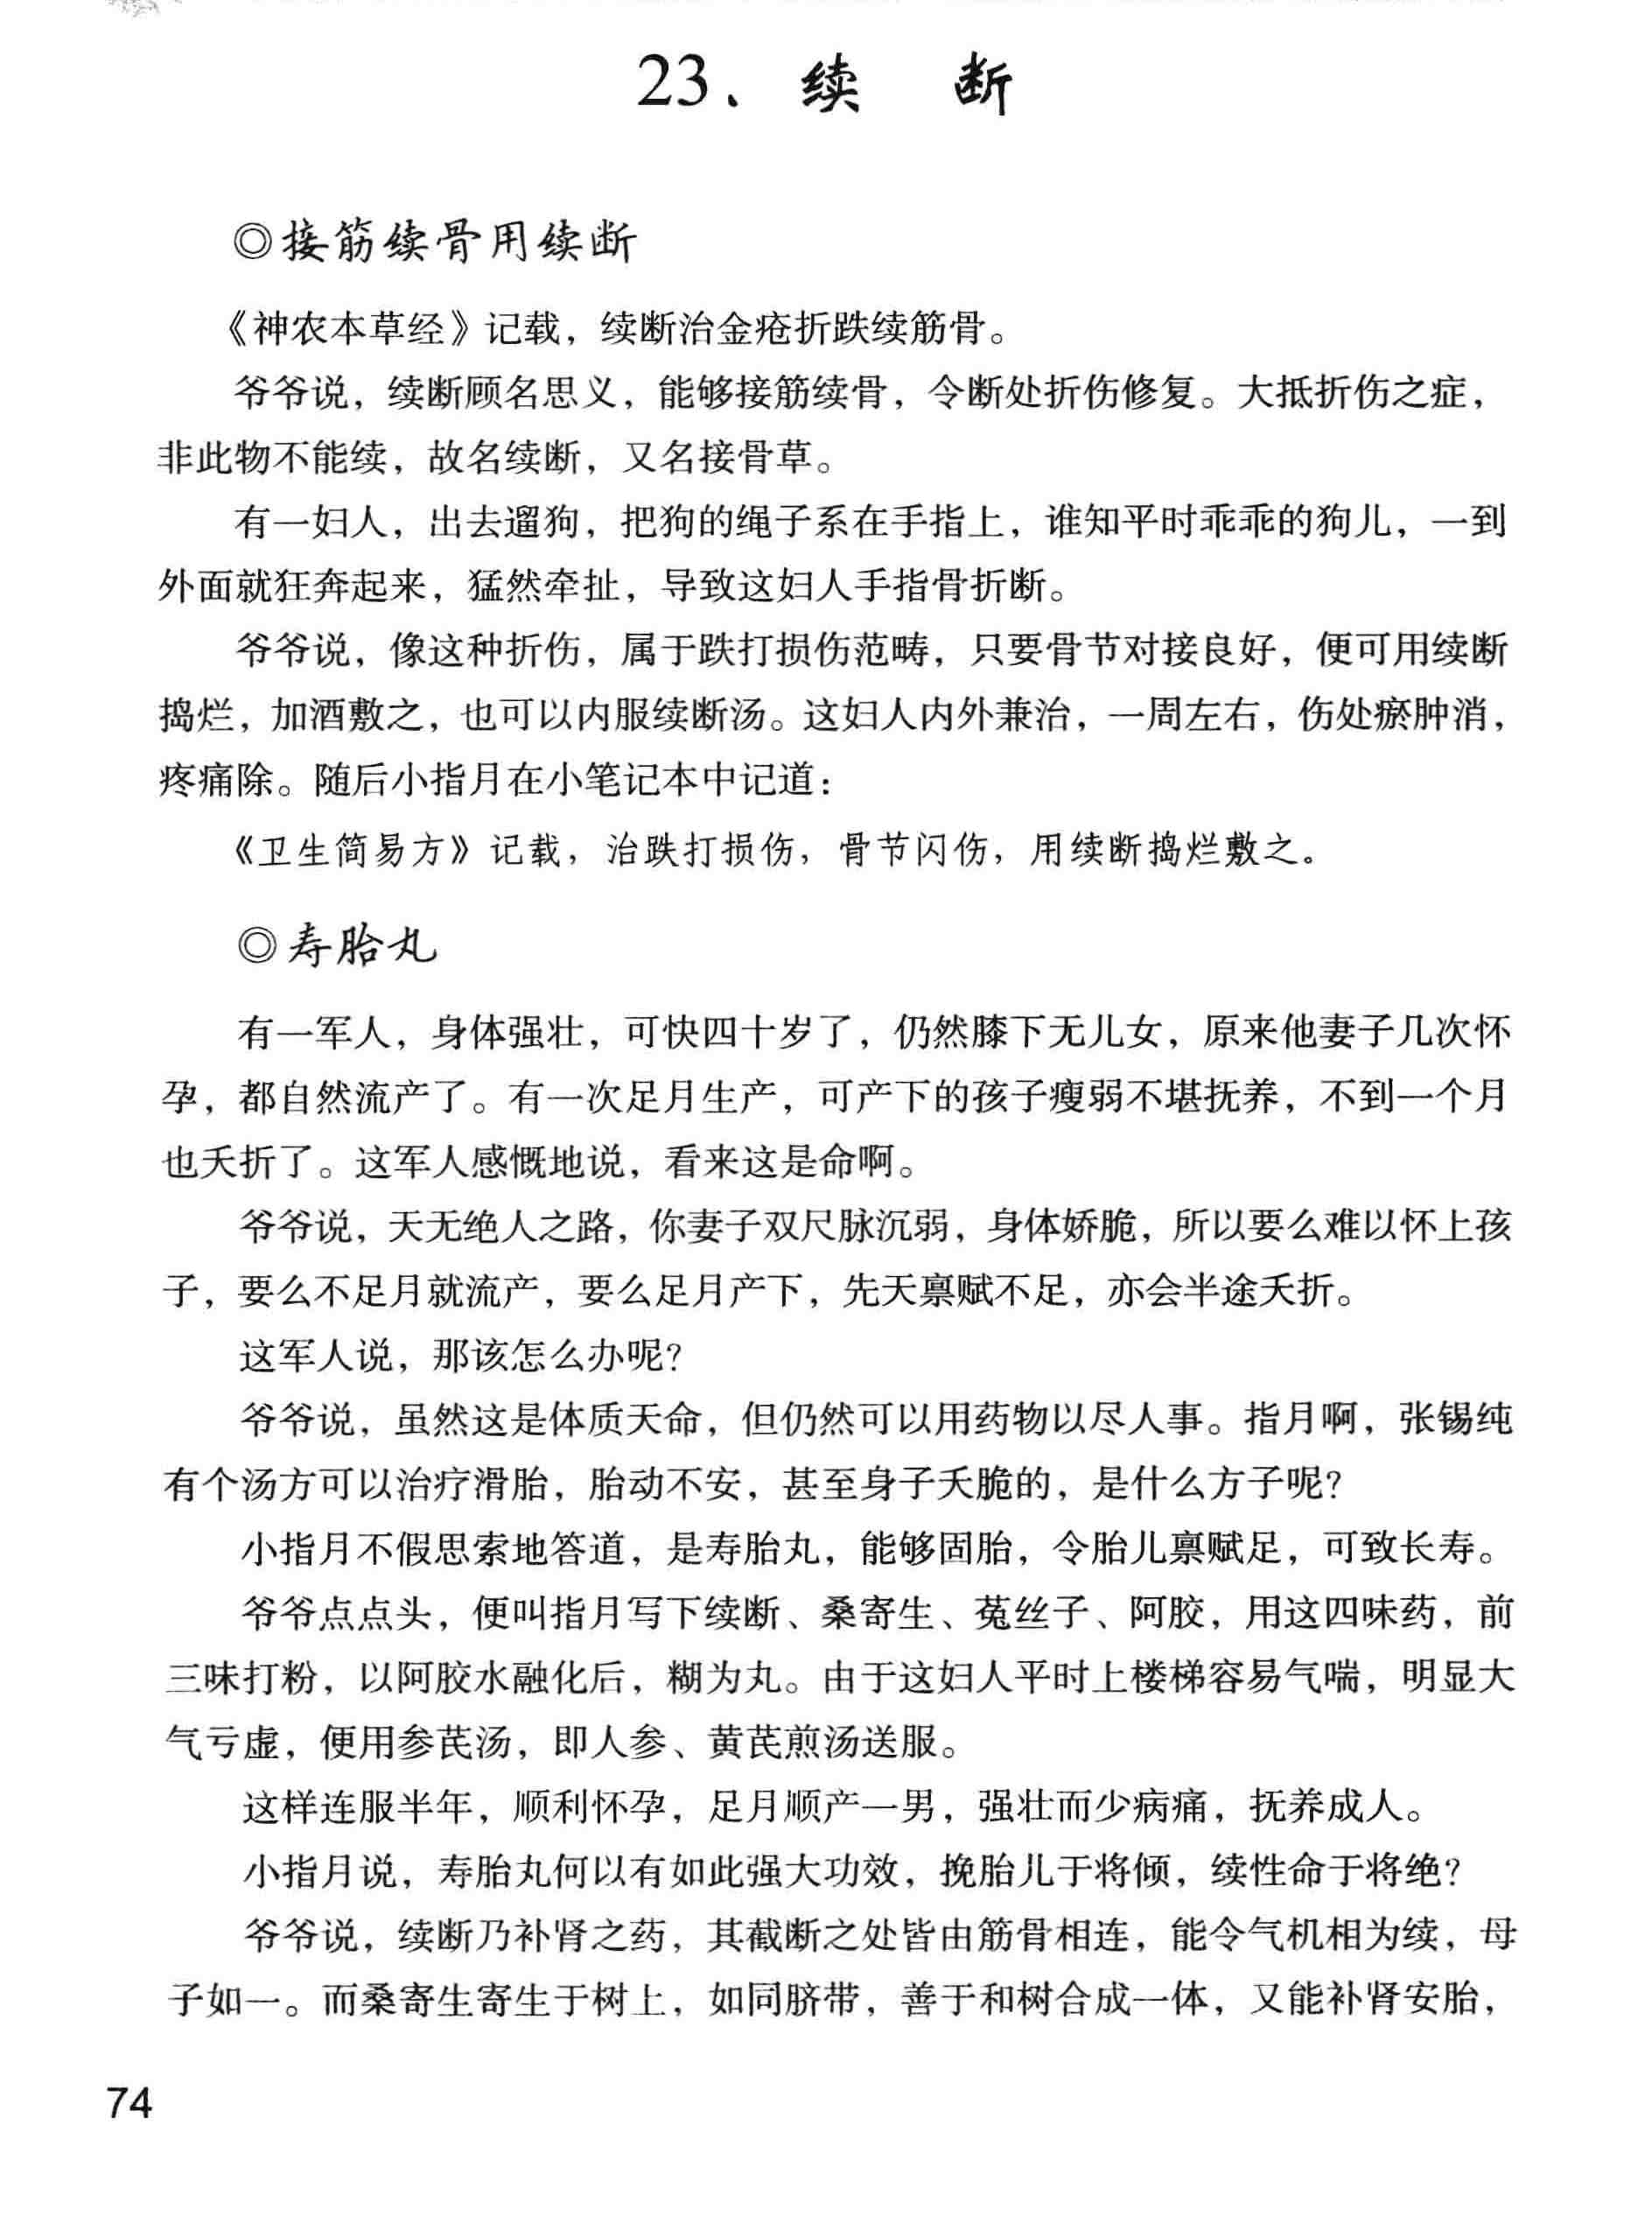 23、续 断
◎接筋续骨用续断
《神农本草经》记载，续断治金疮折跌续筋骨。
爷爷说，续断顾名思义，能够接筋续骨，令断处折伤修复。大抵折伤之症，
非此物不能续，故名续断，又名接骨草。
有一妇人，出去遛狗，把狗的绳子系在手指上，谁知平时乖乖的狗儿，一到
外面就狂奔起来，猛然牵扯，导致这妇人手指骨折断。
爷爷说，像这种折伤，属于跌打损伤范畴，只要骨节对接良好，便可用续断
捣烂，加酒敷之，也可以内服续断汤。这妇人内外兼治，一周左右，伤处瘀肿消，
疼痛除。随后小指月在小笔记本中记道：
《卫生简易方》记载，治跌打损伤，骨节闪伤，用续断捣烂敷之。
◎寿胎丸
有一军人，身体强壮，可快四十岁了，仍然膝下无儿女，原来他妻子几次怀
孕，都自然流产了。有一次足月生产，可产下的孩子瘦弱不堪抚养，不到一个月
也夭折了。这军人感慨地说，看来这是命啊。
爷爷说，天无绝人之路，你妻子双尺脉沉弱，身体娇脆，所以要么难以怀上孩
子，要么不足月就流产，要么足月产下，先天禀赋不足，亦会半途夭折。
这军人说，那该怎么办呢？
爷爷说，虽然这是体质天命，但仍然可以用药物以尽人事。指月啊，张锡纯
有个汤方可以治疗滑胎，胎动不安，甚至身子夭脆的，是什么方子呢？
小指月不假思索地答道，是寿胎丸，能够固胎，令胎儿禀赋足，可致长寿。
爷爷点点头，便叫指月写下续断、桑寄生、菟丝子、阿胶，用这四味药，前
三味打粉，以阿胶水融化后，糊为丸。由于这妇人平时上楼梯容易气喘，明显大
气亏虚，便用参芪汤，即人参、黄芪煎汤送服。
这样连服半年，顺利怀孕，足月顺产一男，强壮而少病痛，抚养成人。
小指月说，寿胎丸何以有如此强大功效，挽胎儿于将倾，续性命于将绝？
爷爷说，续断乃补肾之药，其截断之处皆由筋骨相连，能令气机相为续，母
子如一。而桑寄生寄生于树上，如同脐带，善于和树合成一体，又能补肾安胎，
74